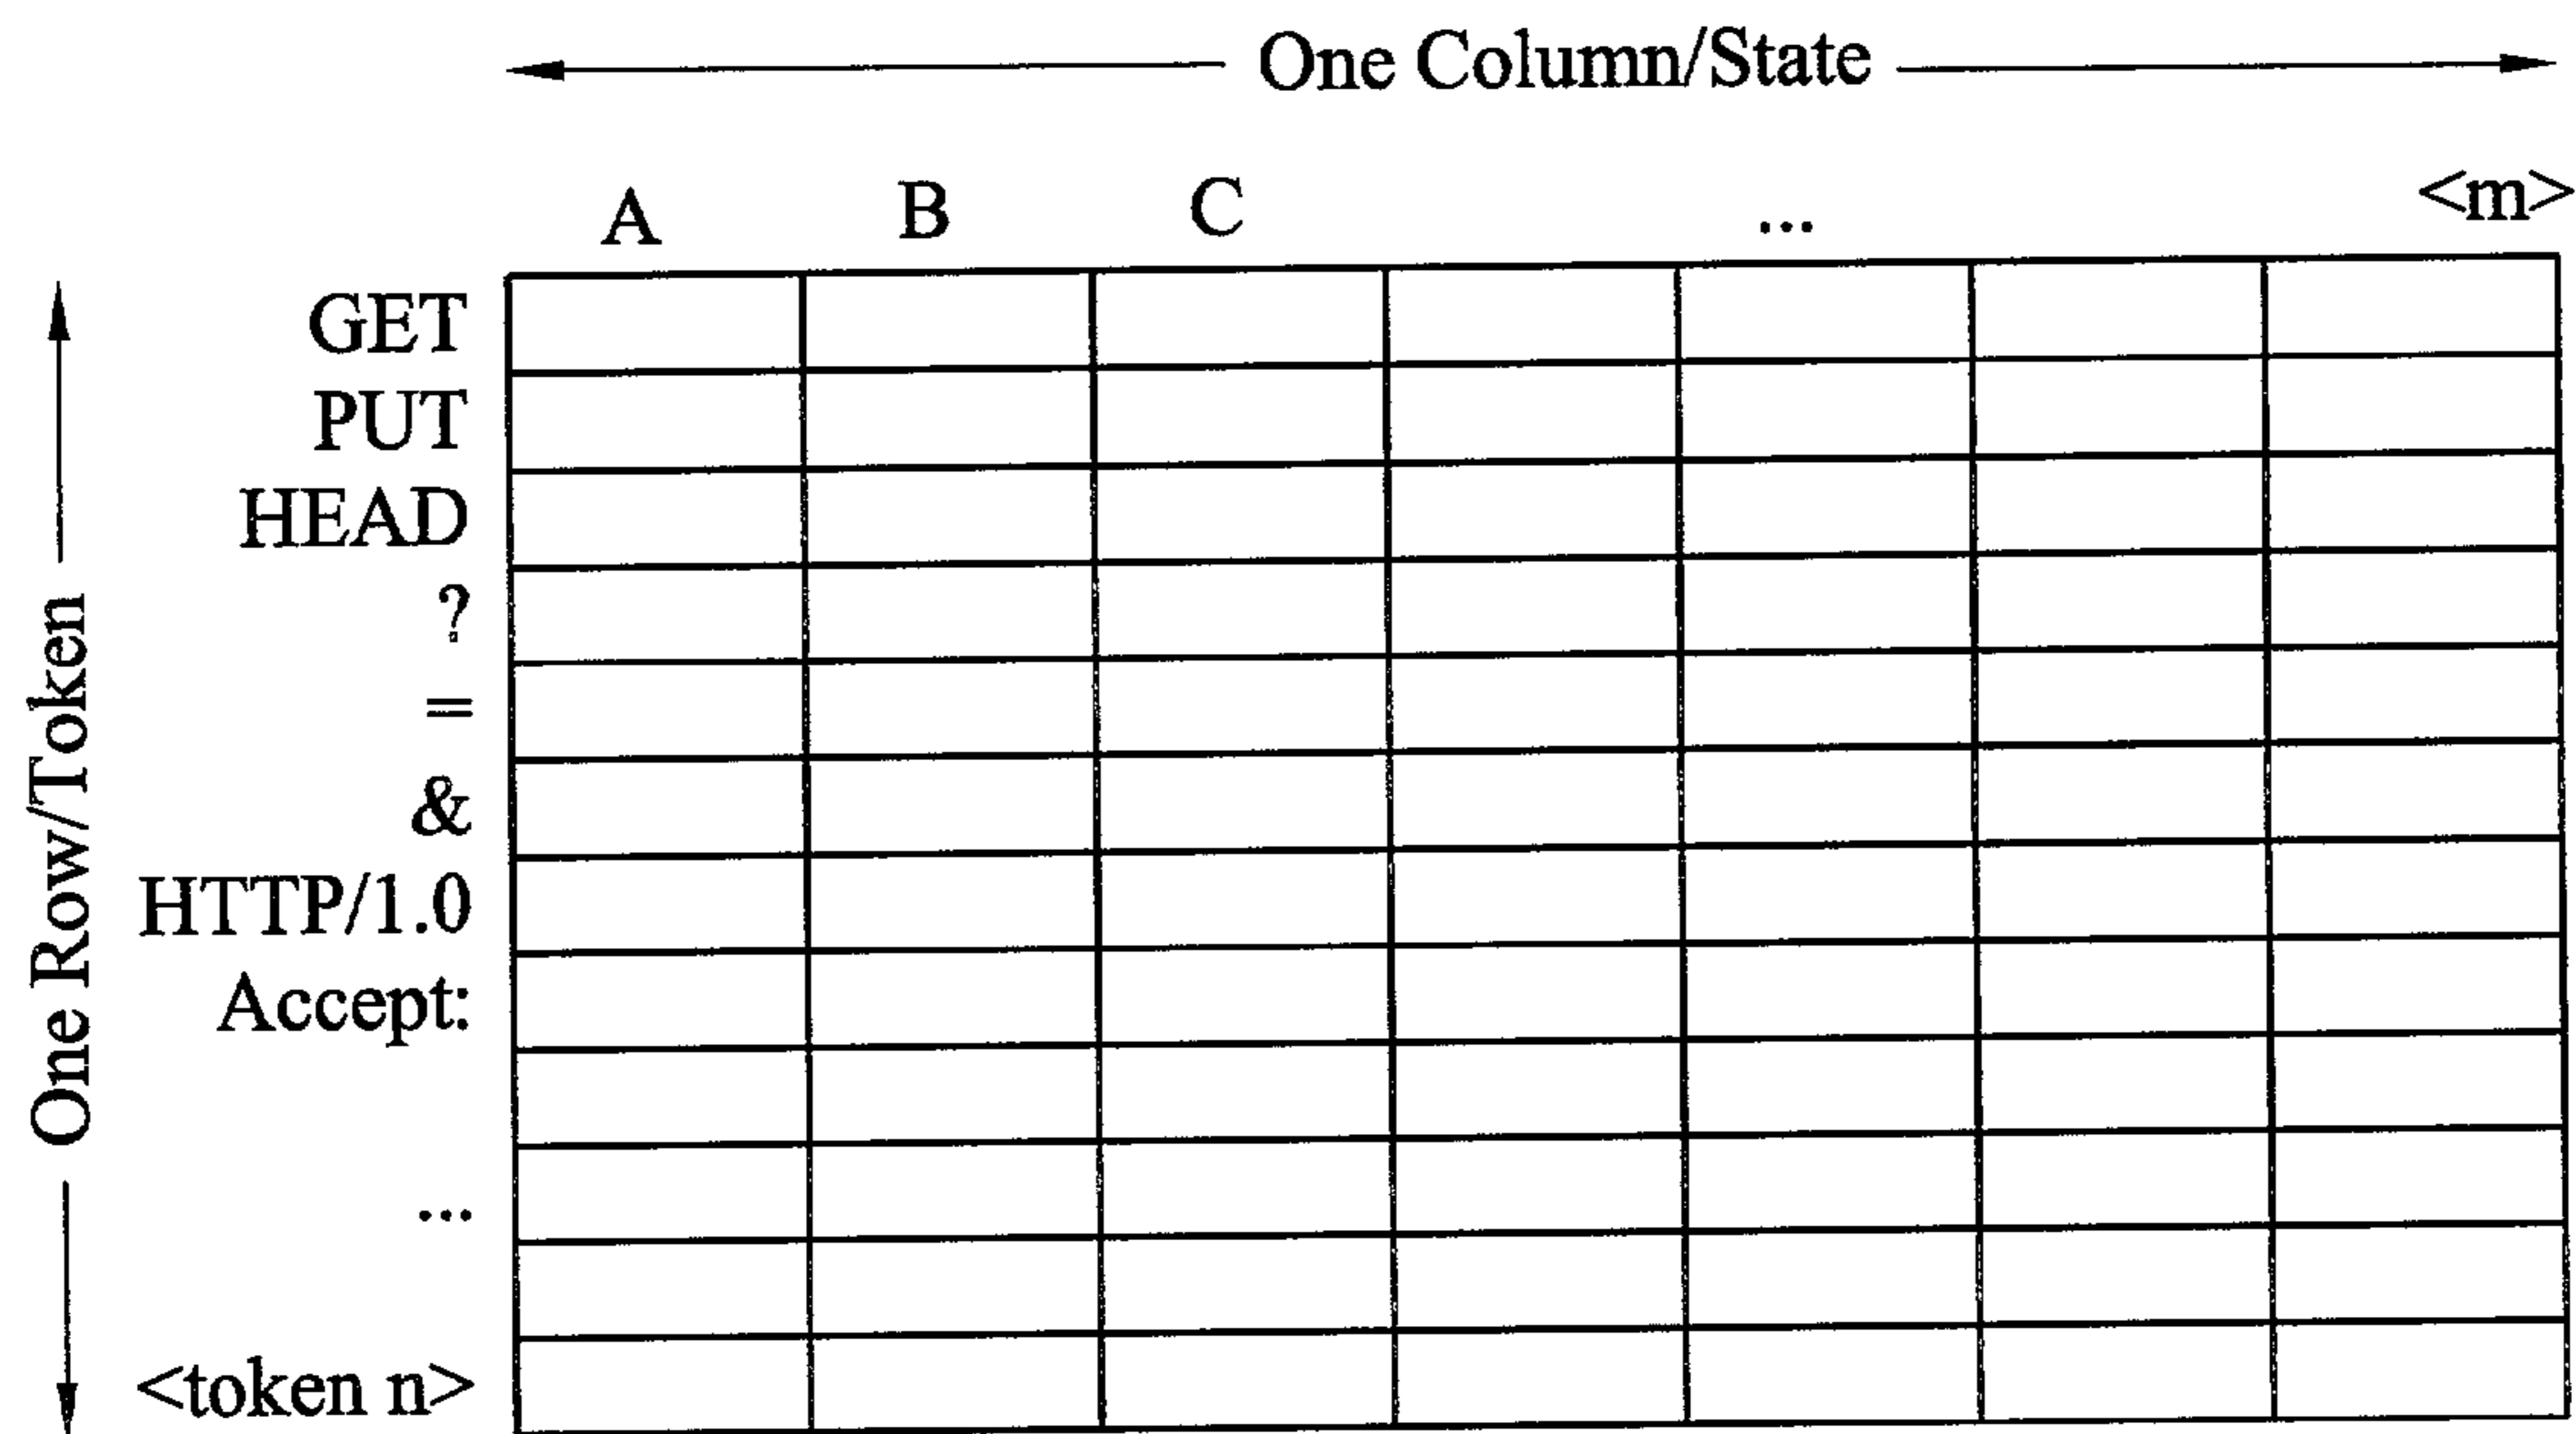 One Column/State
A B C ... <m>
One Row/Token
GET
PUT
HEAD
?
=
&
HTTP/1.0
Accept:
...
<token n>